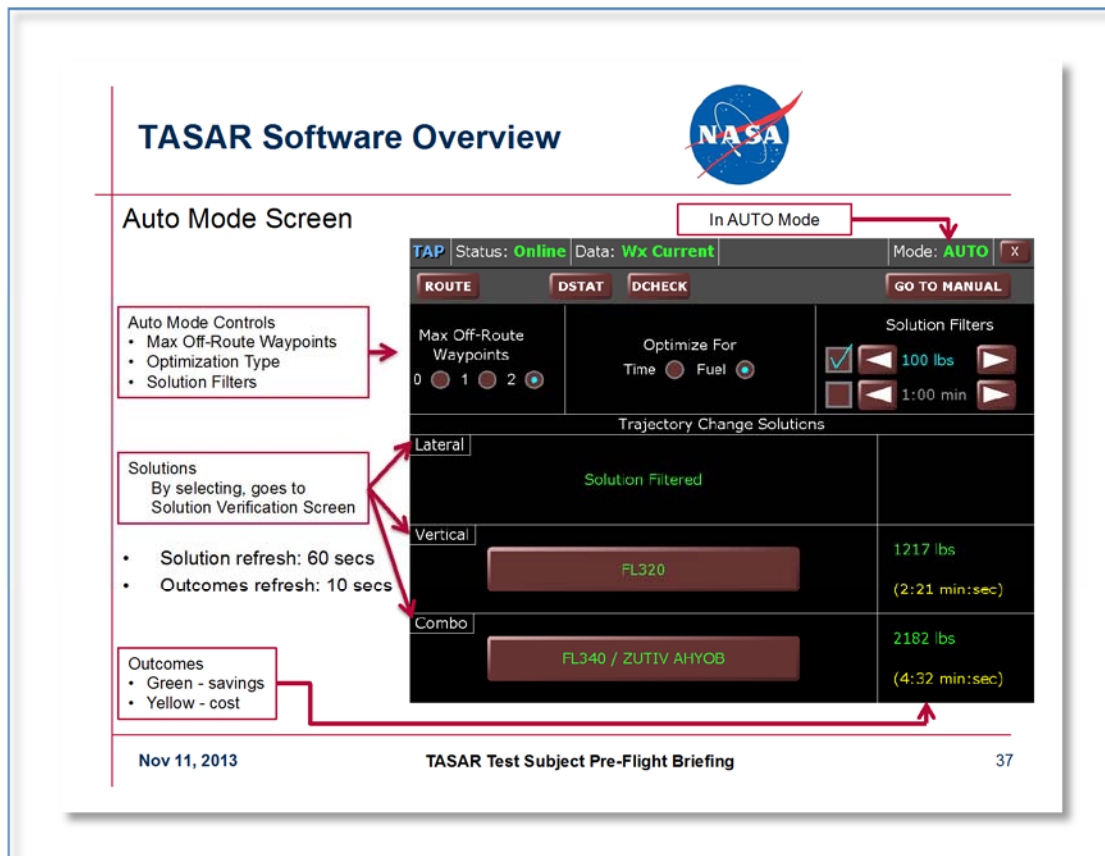 NASA
TASAR Software Overview
Auto Mode Screen
In AUTO Mode
TAP Status: Online Data: Wx Current Mode: AUTO X
ROUTE DSTAT DCHECK GO TO MANUAL
Auto Mode Controls
• Max Off-Route Waypoints
• Optimization Type
• Solution Filters
Max Off-Route
Waypoints
0 1 2
Optimize For
Time Fuel
Solution Filters
100 lbs
1:00 min
Trajectory Change Solutions
Solutions
By selecting, goes to
Solution Verification Screen
Lateral
Solution Filtered
Vertical
FL320
1217 lbs
(2:21 min:sec)
• Solution refresh: 60 secs
• Outcomes refresh: 10 secs
Combo
FL340 / ZUTIV AHYOB
2182 lbs
(4:32 min:sec)
Outcomes
• Green - savings
• Yellow - cost
Nov 11, 2013 TASAR Test Subject Pre-Flight Briefing 37